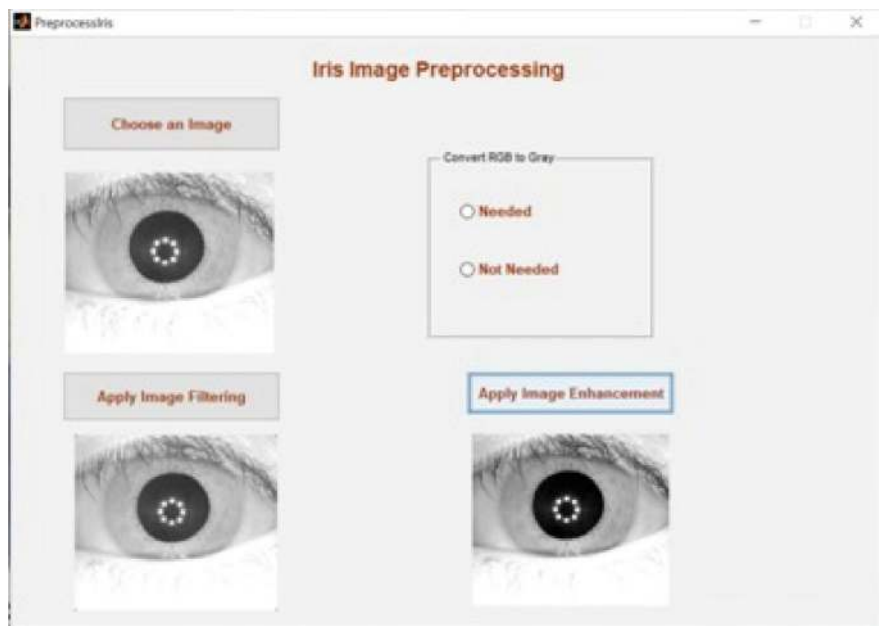 PreprocessIris
Iris Image Preprocessing
Choose an Image
Convert RGB to Gray
Needed
Not Needed
Apply Image Filtering
Apply Image Enhancement